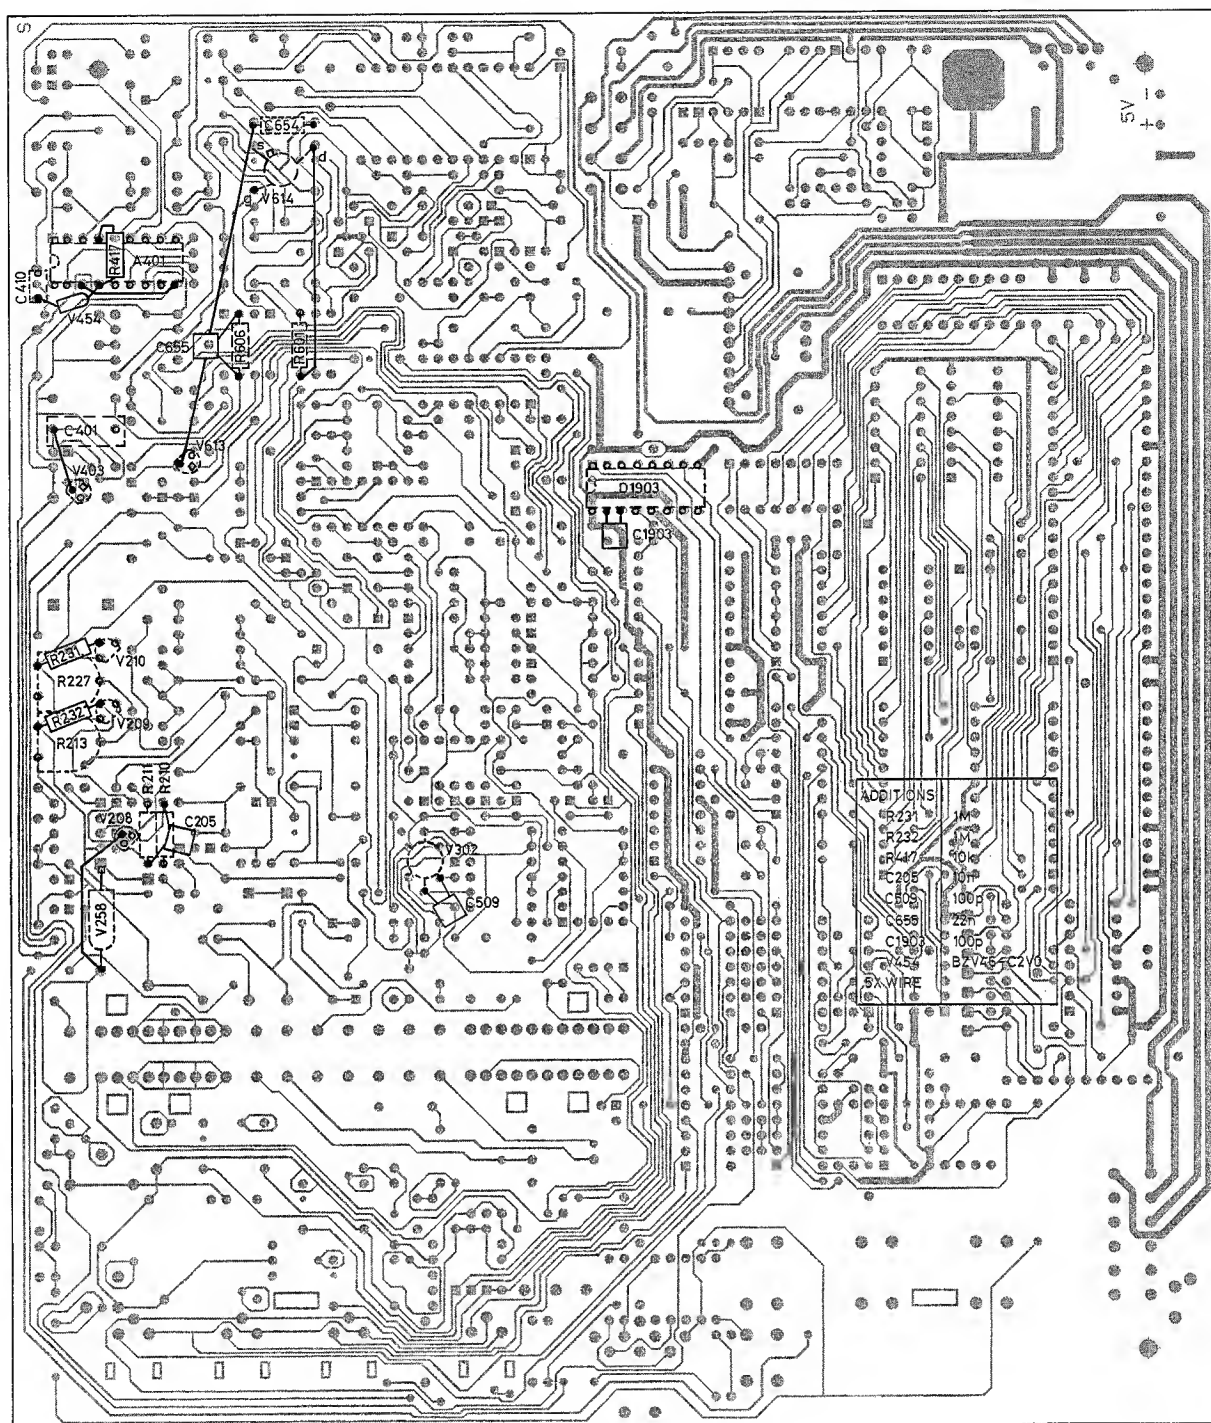 S
5V
+ -
C654
s
d
g
V614
R417
A401
C410
V454
C655
R606
R607
C401
V613
V403
D1903
C1903
R231
V210
R227
R232
V209
R213
R211
R210
V208
C205
V302
C509
V258
ADDITIONS
R231 1M
R232 1M
R417 10k
C205 10n
C509 100p
C655 22n
C1903 100p
V454 BZV46-C2V0
5X WIRE